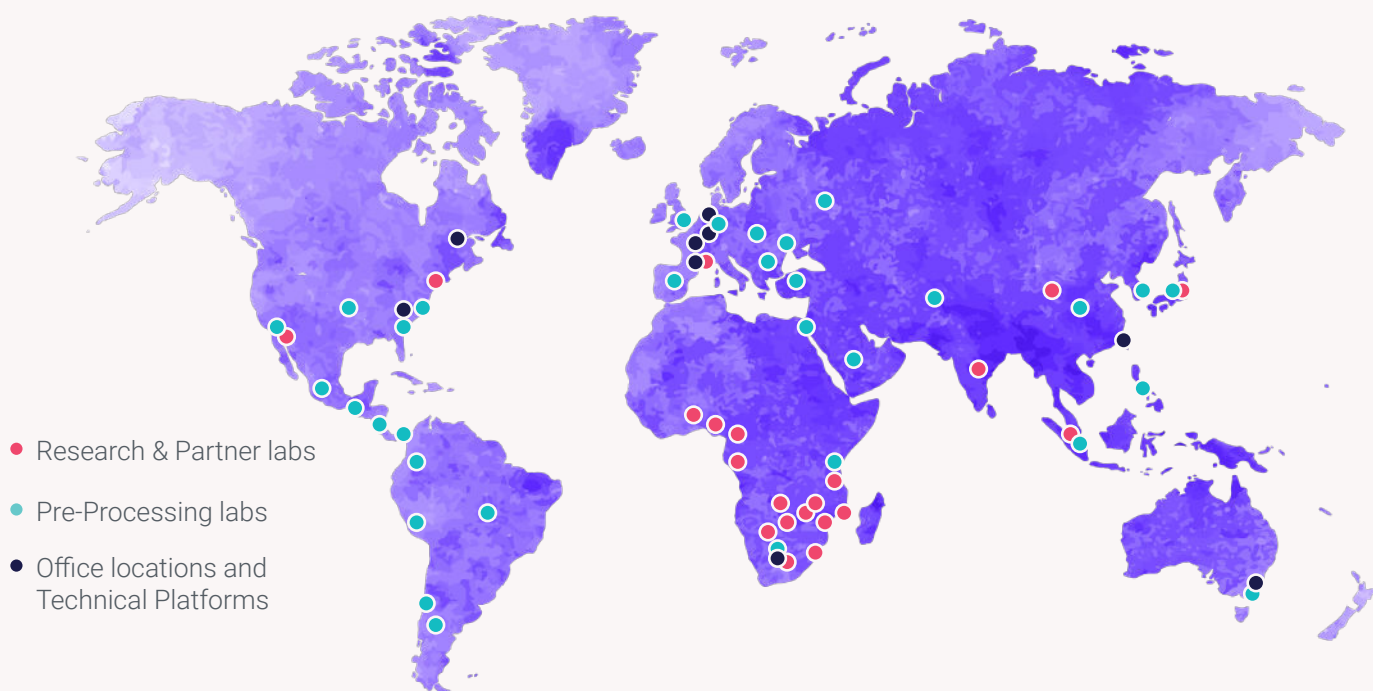 Research & Partner labs
Pre-Processing labs
Office locations and
Technical Platforms